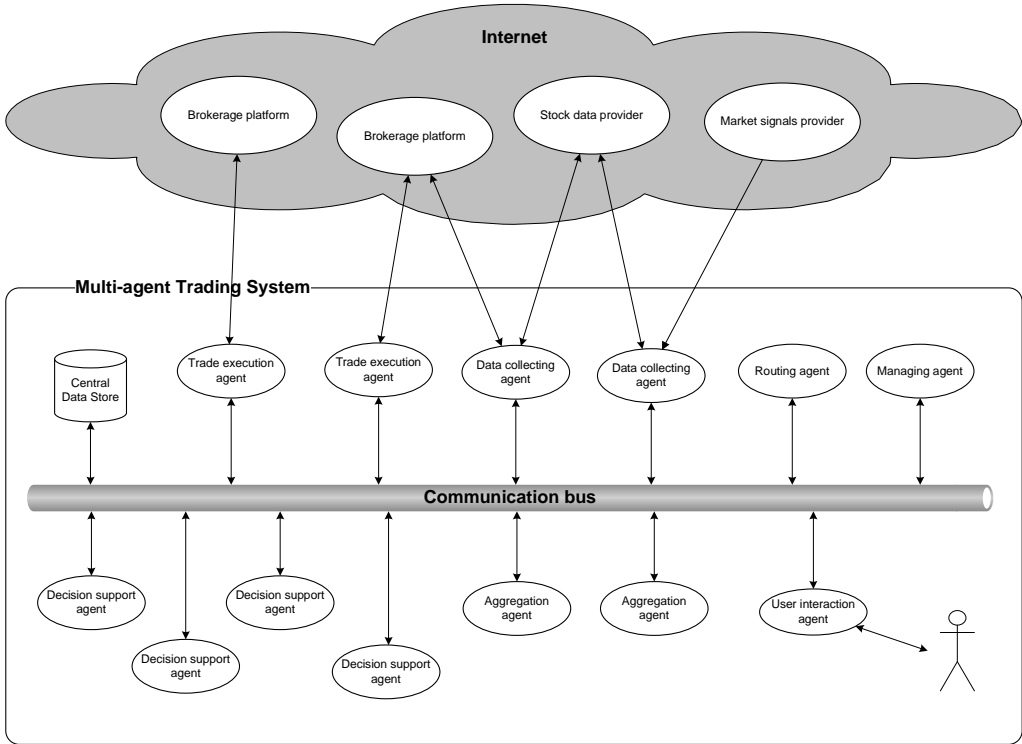 Internet
Brokerage platform
Brokerage platform
Stock data provider
Market signals provider
Multi-agent Trading System
Central
Data Store
Trade execution
agent
Trade execution
agent
Data collecting
agent
Data collecting
agent
Routing agent
Managing agent
Communication bus
Decision support
agent
Decision support
agent
Decision support
agent
Decision support
agent
Aggregation
agent
Aggregation
agent
User interaction
agent